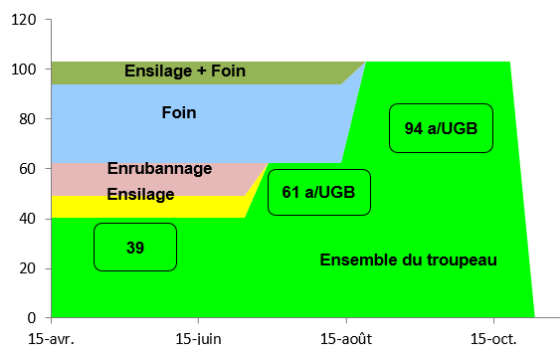 120
100
80
60
40
20
0
Ensilage + Foin
Foin
94 a/UGB
Enrubannage
61 a/UGB
Ensilage
39
Ensemble du troupeau
15-avr.
15-juin
15-août
15-oct.